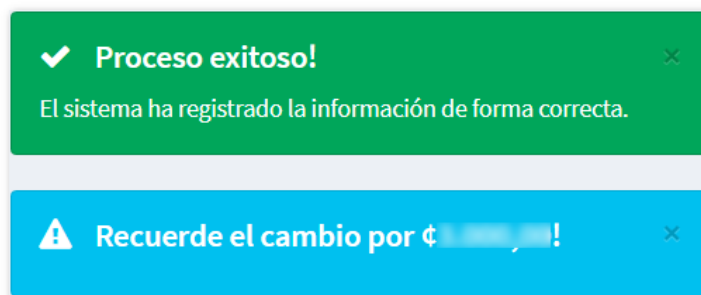 Proceso exitoso!
El sistema ha registrado la información de forma correcta.
Recuerde el cambio por ¢ !